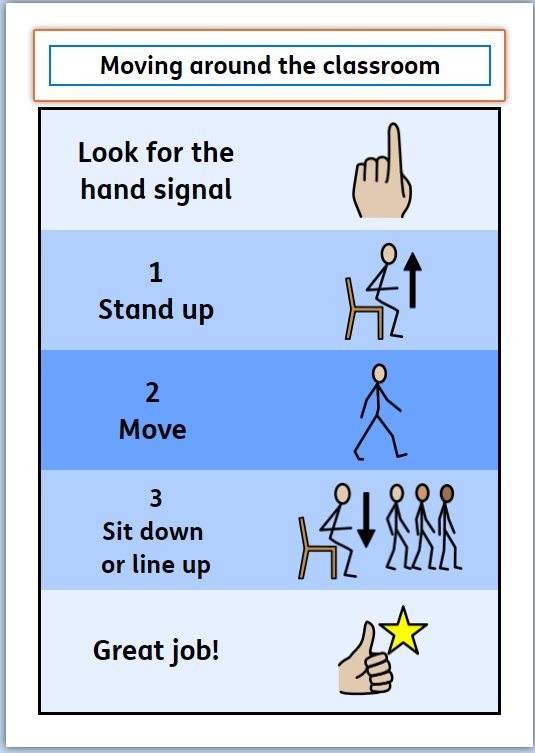 Moving around the classroom
Look for the
hand signal
1
Stand up
2
Move
3
Sit down
or line up
Great job!